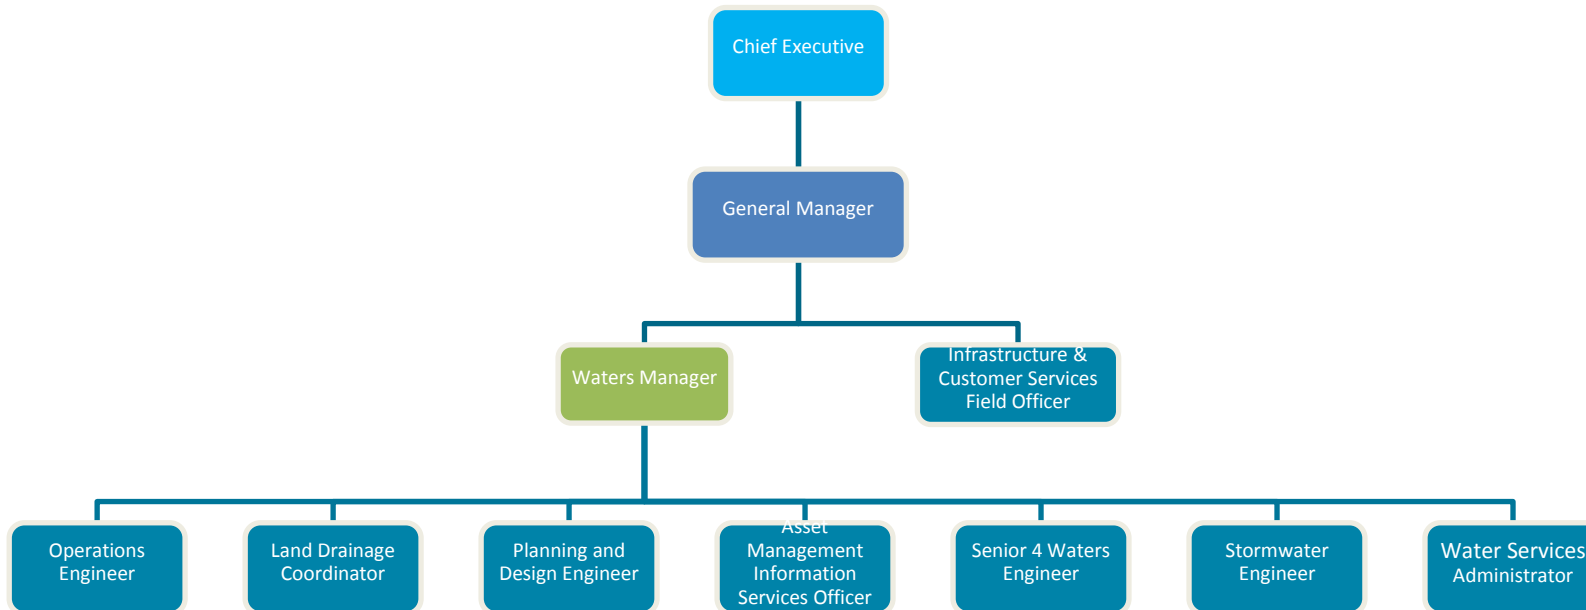 Chief Executive
General Manager
Waters Manager
Infrastructure &
Customer Services
Field Officer
Operations
Engineer
Land Drainage
Coordinator
Planning and
Design Engineer
Asset
Management
Information
Services Officer
Senior 4 Waters
Engineer
Stormwater
Engineer
Water Services
Administrator